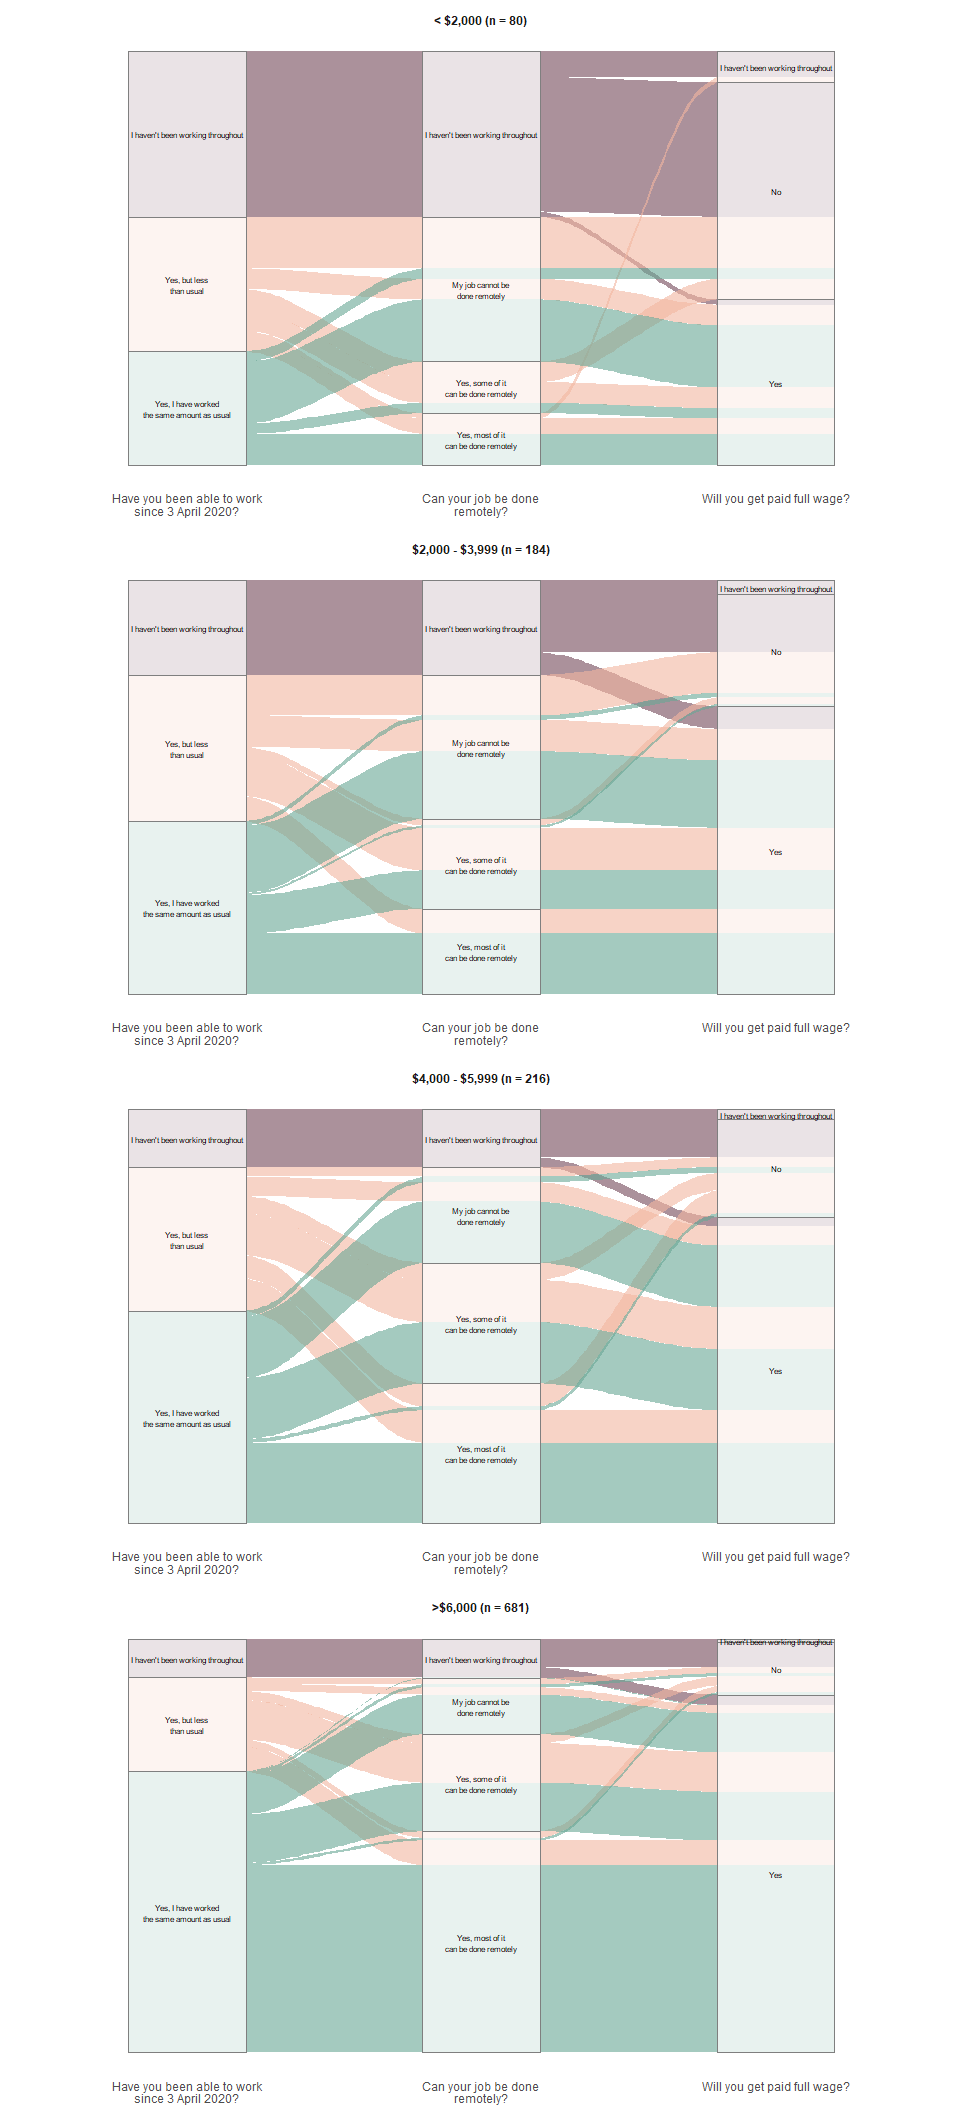 < $2,000 (n = 80)
I haven't been working throughout
I haven't been working throughout
I haven't been working throughout
No
Yes, but less
than usual
My job cannot be
done remotely
Yes, some of it
can be done remotely
Yes
Yes, I have worked
the same amount as usual
Yes, most of it
can be done remotely
Have you been able to work
since 3 April 2020?
Can your job be done
remotely?
Will you get paid full wage?
$2,000 - $3,999 (n = 184)
I haven't been working throughout
I haven't been working throughout
I haven't been working throughout
No
Yes, but less
than usual
My job cannot be
done remotely
Yes, some of it
can be done remotely
Yes
Yes, I have worked
the same amount as usual
Yes, most of it
can be done remotely
Have you been able to work
since 3 April 2020?
Can your job be done
remotely?
Will you get paid full wage?
$4,000 - $5,999 (n = 216)
I haven't been working throughout
I haven't been working throughout
I haven't been working throughout
No
Yes, but less
than usual
My job cannot be
done remotely
Yes, some of it
can be done remotely
Yes
Yes, I have worked
the same amount as usual
Yes, most of it
can be done remotely
Have you been able to work
since 3 April 2020?
Can your job be done
remotely?
Will you get paid full wage?
>$6,000 (n = 681)
I haven't been working throughout
I haven't been working throughout
I haven't been working throughout
No
Yes, but less
than usual
My job cannot be
done remotely
Yes, some of it
can be done remotely
Yes
Yes, I have worked
the same amount as usual
Yes, most of it
can be done remotely
Have you been able to work
since 3 April 2020?
Can your job be done
remotely?
Will you get paid full wage?